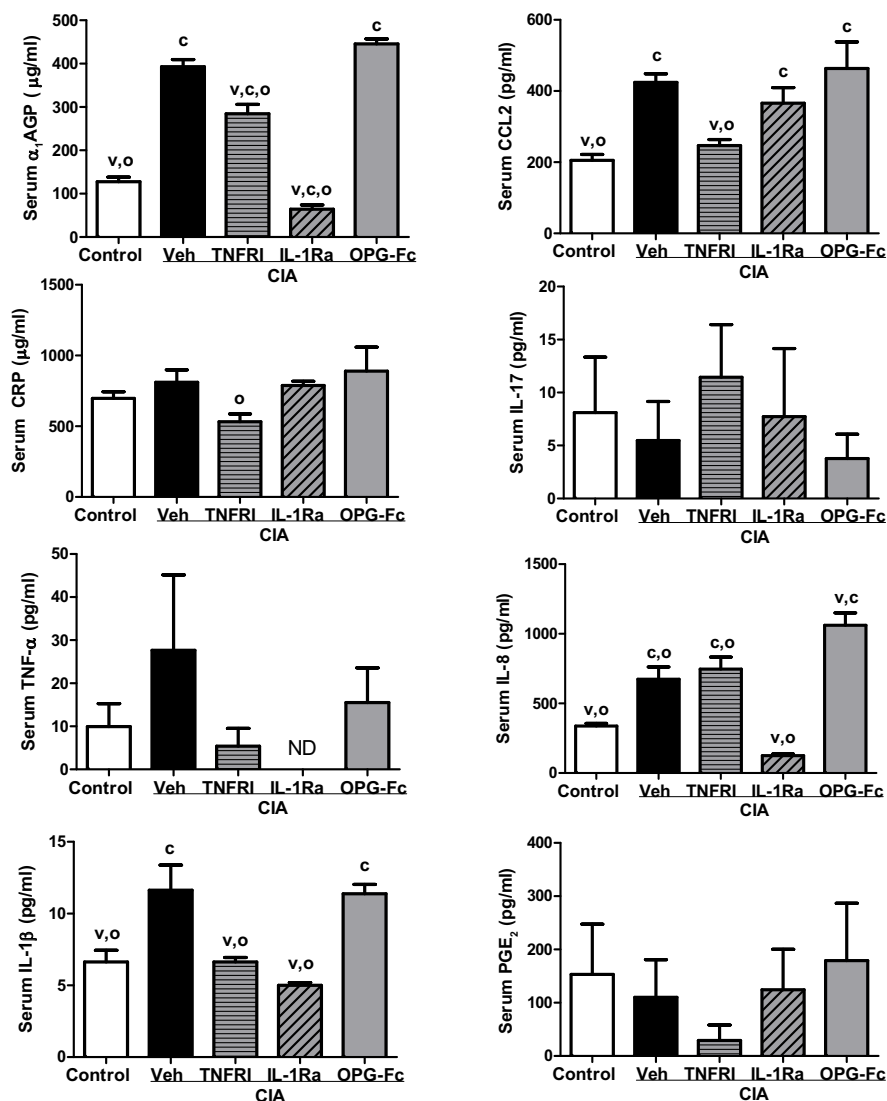 Serum α1AGP ( μg/ml)
500
400
300
200
100
0
c
c
v,c,o
v,o
v,c,o
Control Veh TNFRI IL-1Ra OPG-Fc
CIA
Serum CCL2 (pg/ml)
600
400
200
0
c
c
c
v,o
v,o
Control Veh TNFRI IL-1Ra OPG-Fc
CIA
Serum CRP (μg/ml)
1500
1000
500
0
o
Control Veh TNFRI IL-1Ra OPG-Fc
CIA
Serum IL-17 (pg/ml)
20
15
10
5
0
Control Veh TNFRI IL-1Ra OPG-Fc
CIA
Serum TNF-α (pg/ml)
50
40
30
20
10
0
ND
Control Veh TNFRI IL-1Ra OPG-Fc
CIA
Serum IL-8 (pg/ml)
1500
1000
500
0
v,c
c,o
c,o
v,o
v,o
Control Veh TNFRI IL-1Ra OPG-Fc
CIA
Serum IL-1β (pg/ml)
15
10
5
0
c
c
v,o
v,o
v,o
Control Veh TNFRI IL-1Ra OPG-Fc
CIA
Serum PGE2 (pg/ml)
400
300
200
100
0
Control Veh TNFRI IL-1Ra OPG-Fc
CIA